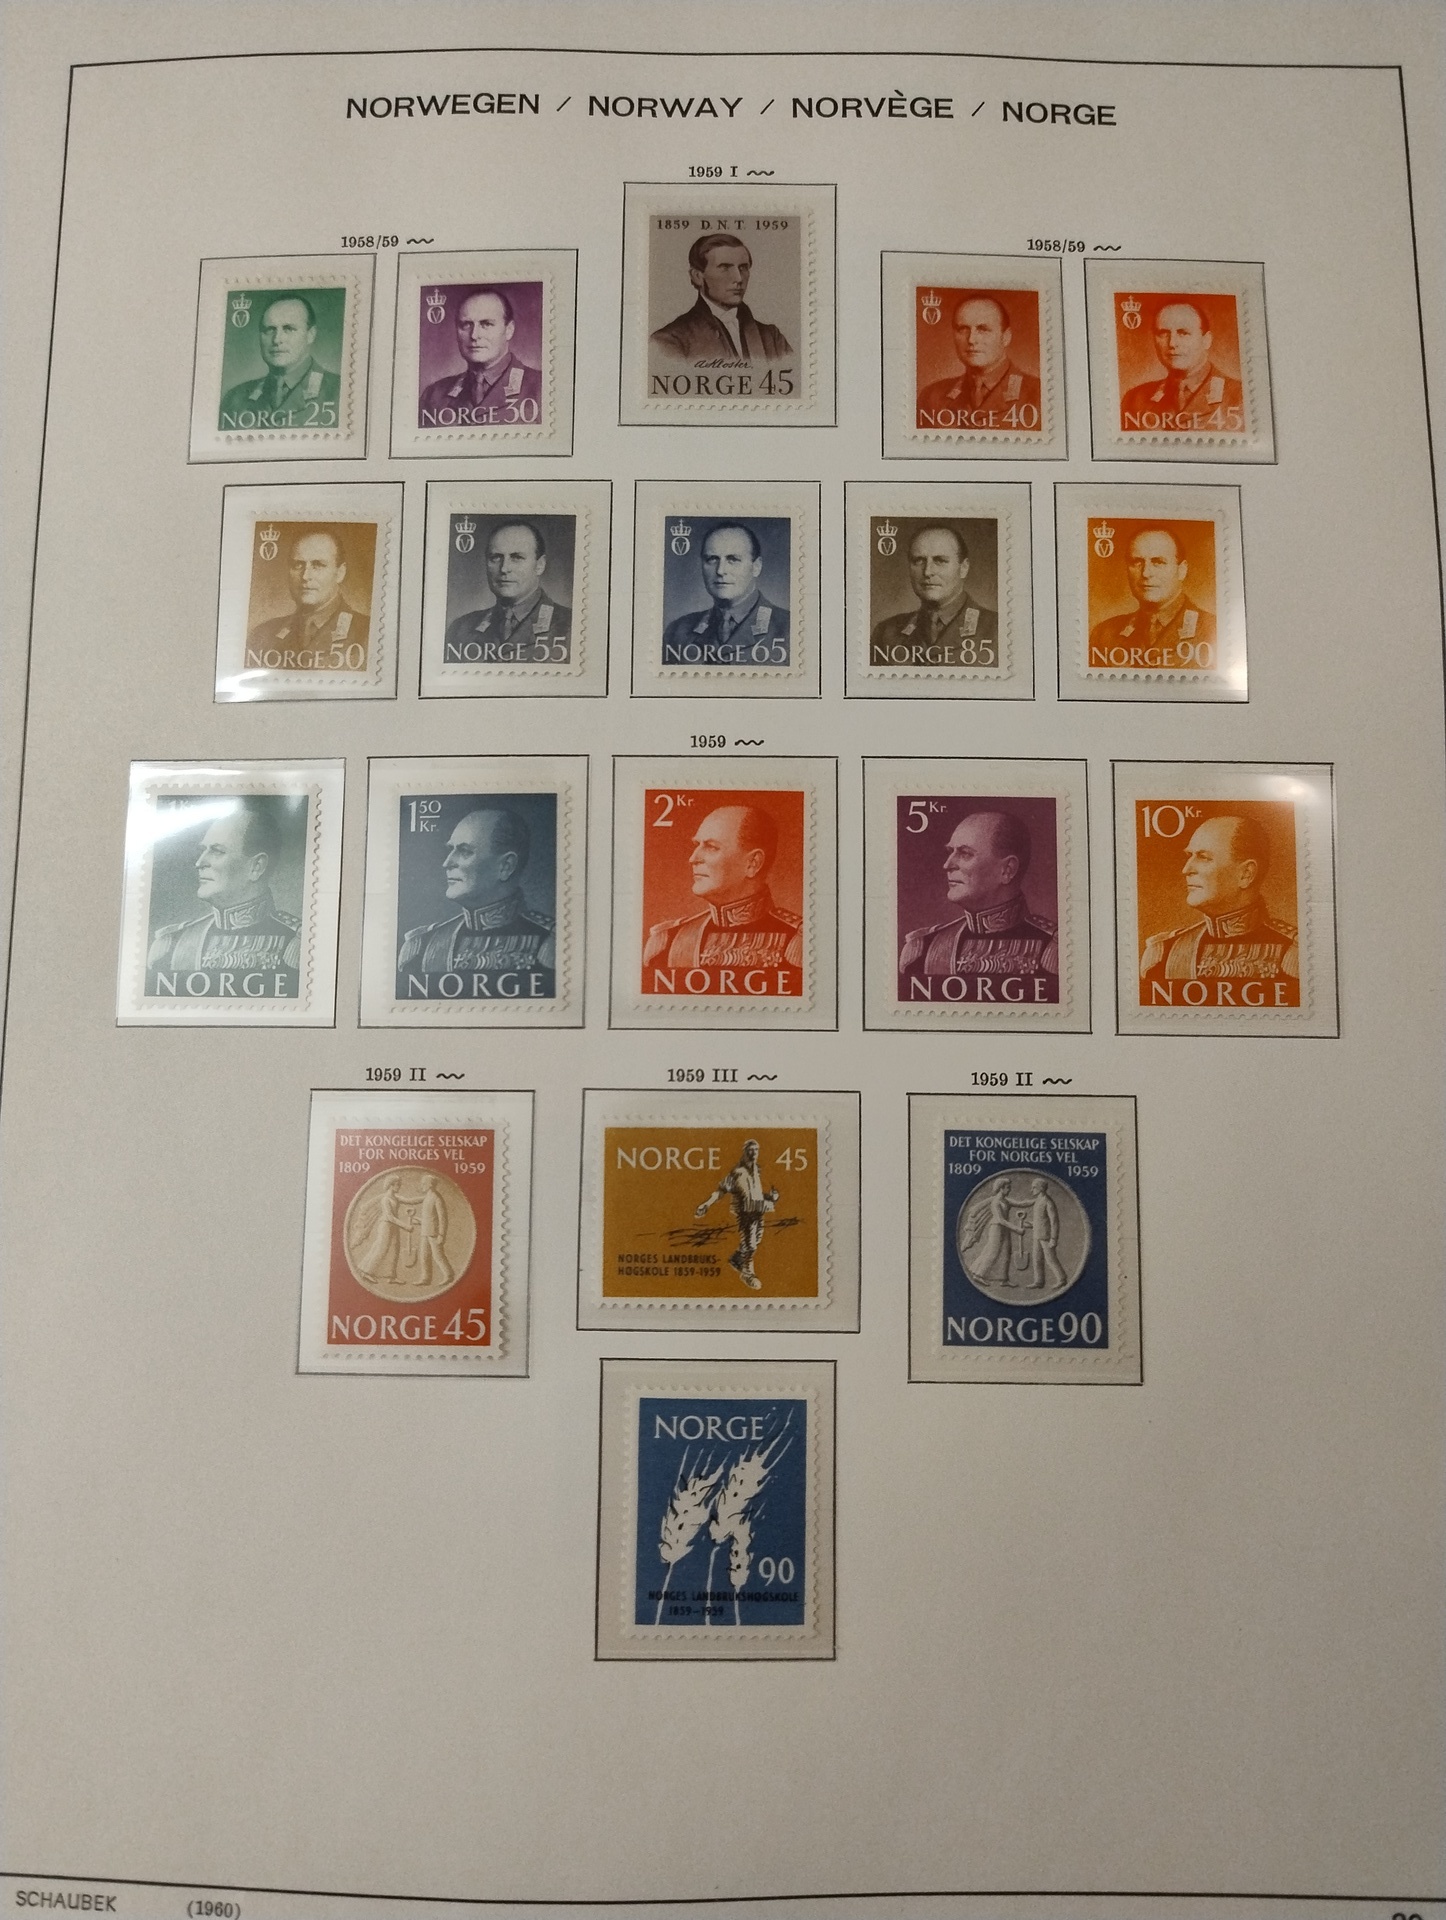 NORWEGEN / NORWAY / NORVÈGE / NORGE
1959 I
1958/59
1958/59
NORGE 25
NORGE 30
1859 D.N.T. 1959
A. Kloster.
NORGE 45
NORGE 40
NORGE 45
NORGE 50
NORGE 55
NORGE 65
NORGE 85
NORGE 90
1959
NORGE
1 50 Kr.
NORGE
2 Kr.
NORGE
5 Kr.
NORGE
10 Kr.
NORGE
1959 II
1959 III
1959 II
DET KONGELIGE SELSKAP
FOR NORGES VEL
1809 1959
NORGE 45
NORGE 45
NORGES LANDBRUKS-
HØGSKOLE 1859-1959
DET KONGELIGE SELSKAP
FOR NORGES VEL
1809 1959
NORGE 90
NORGE
90
NORGES LANDBRUKSHØGSKOLE
1859-1959
SCHAUBEK (1960)